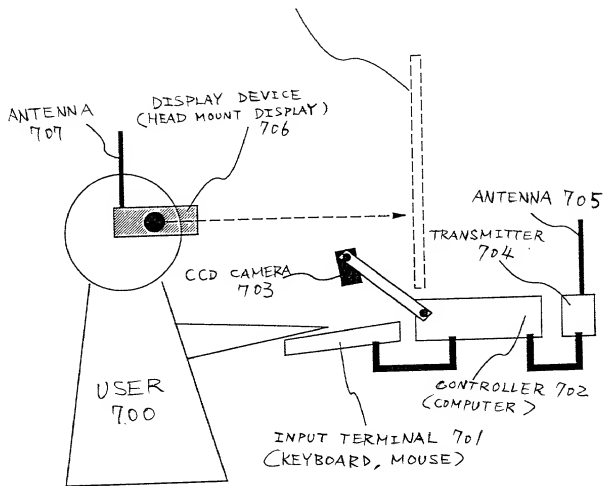 ANTENNA
707
DISPLAY DEVICE
(HEAD MOUNT DISPLAY)
706
ANTENNA 705
TRANSMITTER
704
CCD CAMERA
703
USER
700
CONTROLLER 702
(COMPUTER)
INPUT TERMINAL 701
(KEYBOARD, MOUSE)